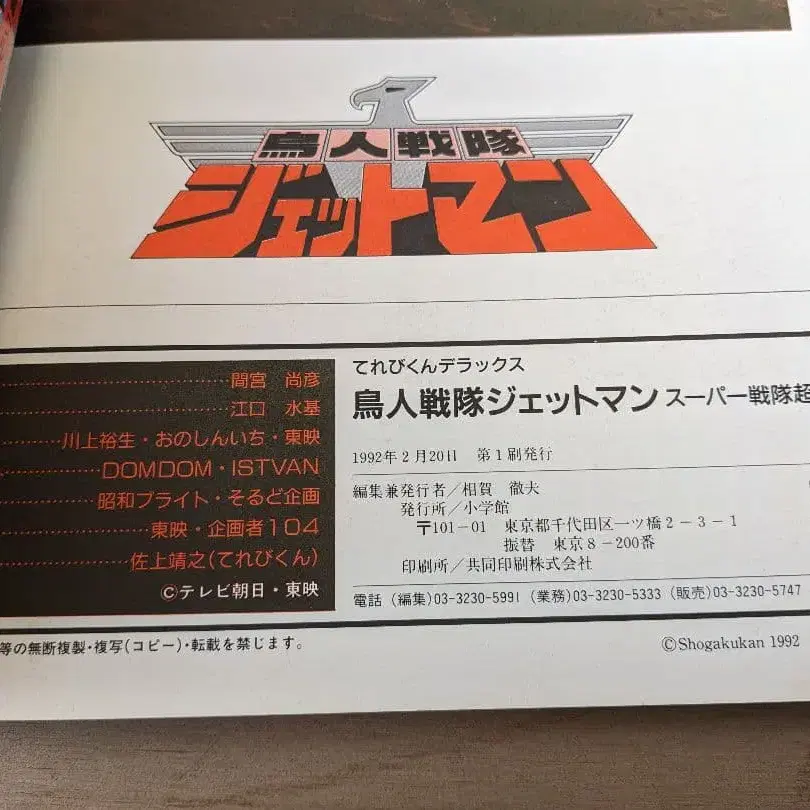 鳥人戦隊
ジェットマン
間宮 尚彦
江口 水基
川上裕生・おのしんいち・東映
DOMDOM・ISTVAN
昭和ブライト・そるど企画
東映・企画者104
佐上靖之(てれびくん)
©テレビ朝日・東映
てれびくんデラックス
鳥人戦隊ジェットマン スーパー戦隊超
1992年2月20日 第1刷発行
編集兼発行者/相賀 徹夫
発行所/小学館
〒101-01 東京都千代田区一ツ橋2-3-1
振替 東京8-200番
印刷所/共同印刷株式会社
電話 (編集)03-3230-5991 (業務)03-3230-5333 (販売)03-3230-5747
等の無断複製・複写(コピー)・転載を禁じます。
©Shogakukan 1992